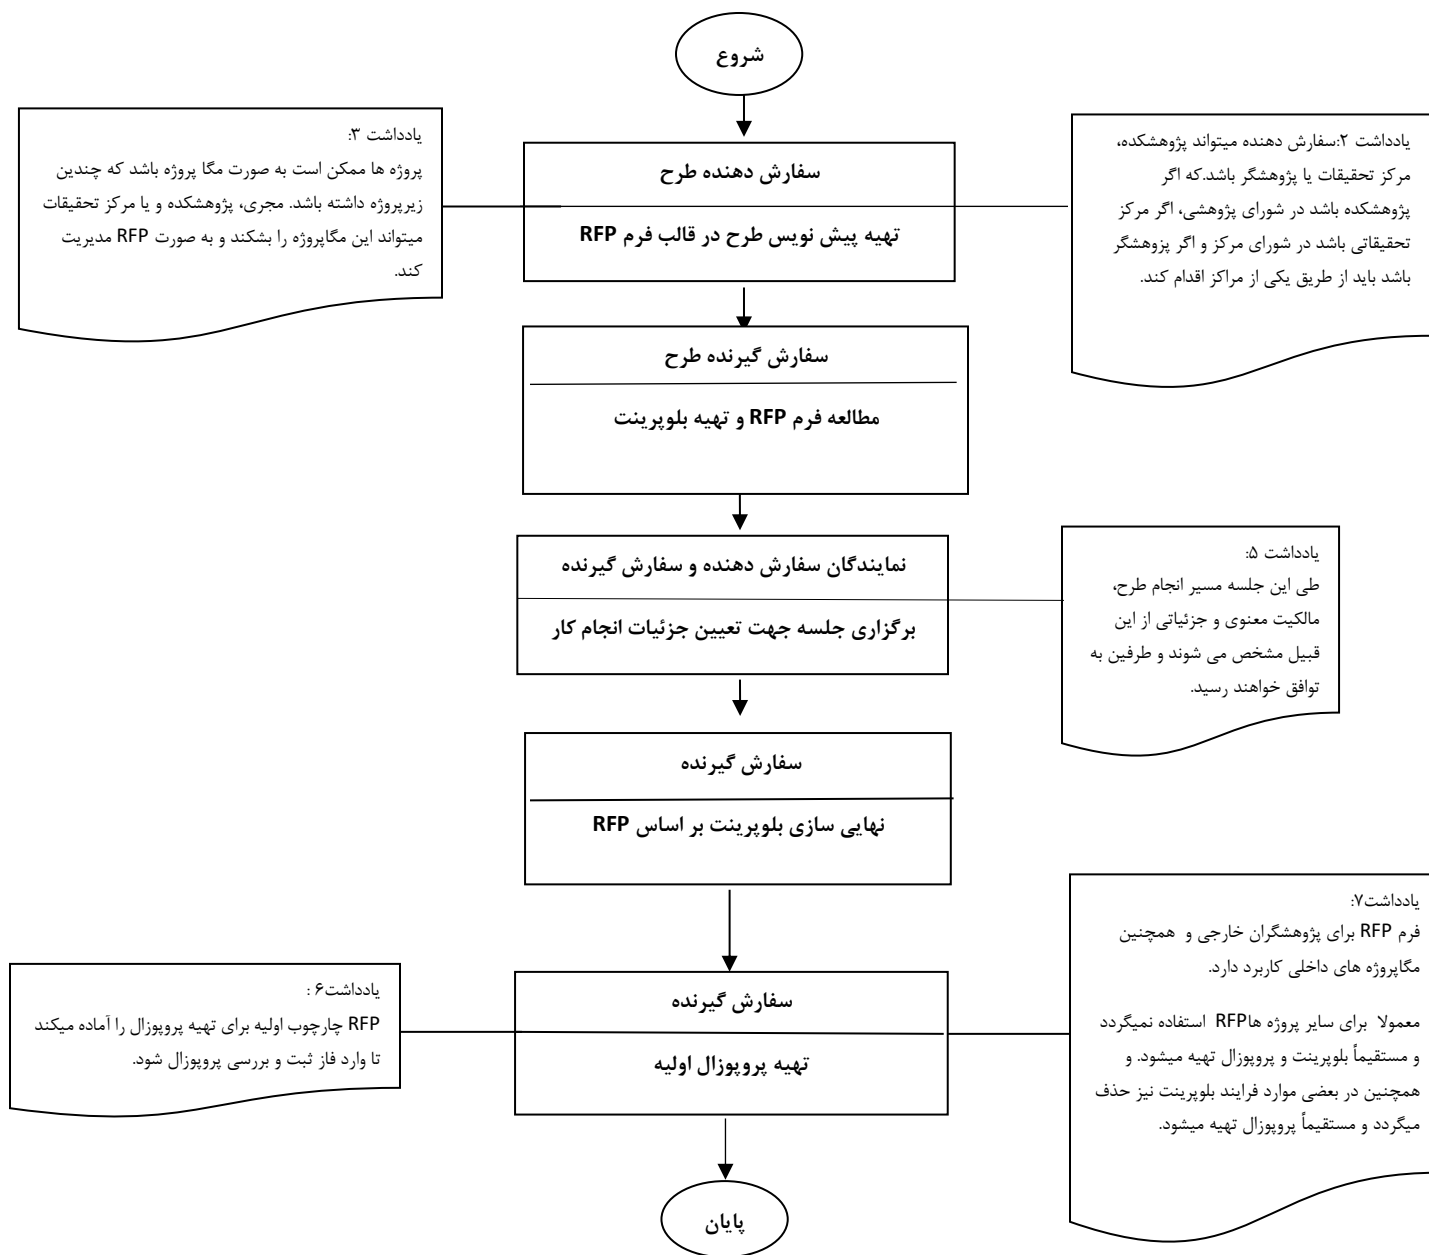 شروع
یادداشت ۳:
پروژه ها ممکن است به صورت مگا پروژه باشد که چندین
زیرپروژه داشته باشد. مجری، پژوهشکده و یا مرکز تحقیقات
میتواند این مگاپروژه را بشکند و به صورت RFP مدیریت
کند.
سفارش دهنده طرح
تهیه پیش نویس طرح در قالب فرم RFP
یادداشت ۲:سفارش دهنده میتواند پژوهشکده،
مرکز تحقیقات یا پژوهشگر باشد.که اگر
پژوهشکده باشد در شورای پژوهشی، اگر مرکز
تحقیقاتی باشد در شورای مرکز و اگر پزوهشگر
باشد باید از طریق یکی از مراکز اقدام کند.
سفارش گیرنده طرح
مطالعه فرم RFP و تهیه بلوپرینت
نمایندگان سفارش دهنده و سفارش گیرنده
برگزاری جلسه جهت تعیین جزئیات انجام کار
یادداشت ۵:
طی این جلسه مسیر انجام طرح،
مالکیت معنوی و جزئیاتی از این
قبیل مشخص می شوند و طرفین به
توافق خواهند رسید.
سفارش گیرنده
نهایی سازی بلوپرینت بر اساس RFP
یادداشت۷:
فرم RFP برای پژوهشگران خارجی و همچنین
مگاپروژه های داخلی کاربرد دارد.
معمولا برای سایر پروژه هاRFP استفاده نمیگردد
و مستقیماً بلوپرینت و پروپوزال تهیه میشود. و
همچنین در بعضی موارد فرایند بلوپرینت نیز حذف
میگردد و مستقیماً پروپوزال تهیه میشود.
یادداشت۶ :
RFP چارچوب اولیه برای تهیه پروپوزال را آماده میکند
تا وارد فاز ثبت و بررسی پروپوزال شود.
سفارش گیرنده
تهیه پروپوزال اولیه
پایان